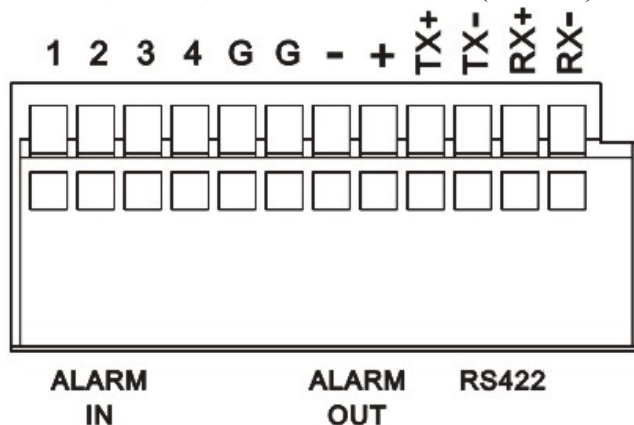 1 2 3 4 G G - + TX+ TX- RX+ RX-
ALARM IN
ALARM OUT
RS422